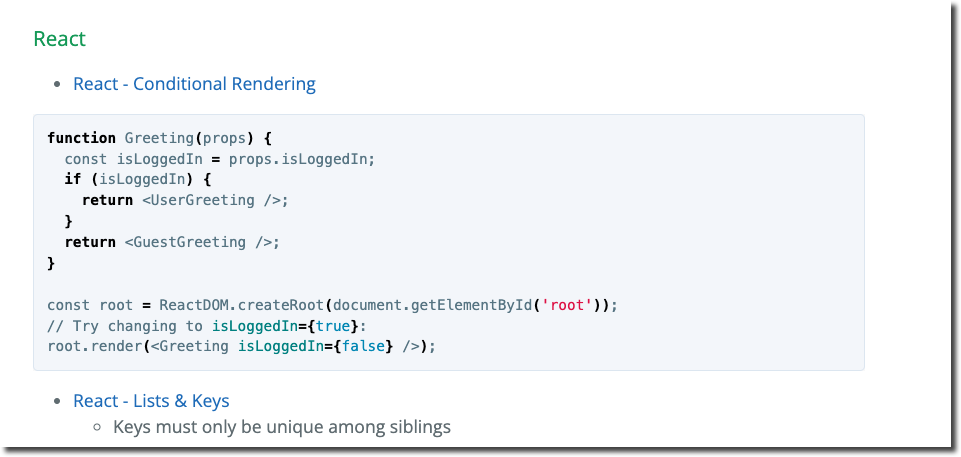 React
React - Conditional Rendering
function Greeting(props) {
  const isLoggedIn = props.isLoggedIn;
  if (isLoggedIn) {
    return <UserGreeting />;
  }
  return <GuestGreeting />;
}
const root = ReactDOM.createRoot(document.getElementById('root'));
// Try changing to isLoggedIn={true}:
root.render(<Greeting isLoggedIn={false} />);
React - Lists & Keys
Keys must only be unique among siblings